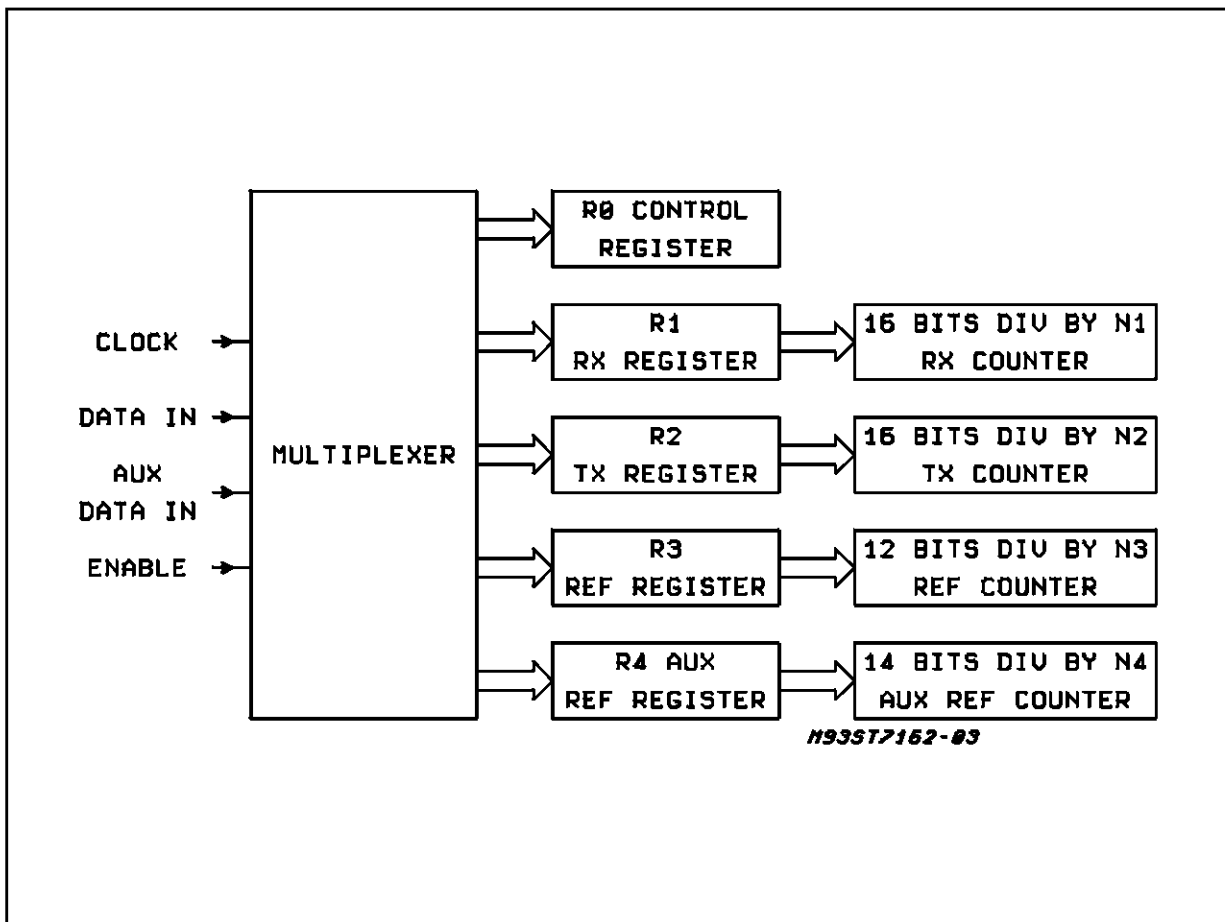 R0 CONTROL
REGISTER
CLOCK
DATA IN
AUX
DATA IN
ENABLE
MULTIPLEXER
R1
RX REGISTER
16 BITS DIV BY N1
RX COUNTER
R2
TX REGISTER
16 BITS DIV BY N2
TX COUNTER
R3
REF REGISTER
12 BITS DIV BY N3
REF COUNTER
R4 AUX
REF REGISTER
14 BITS DIV BY N4
AUX REF COUNTER
M93ST7162-03